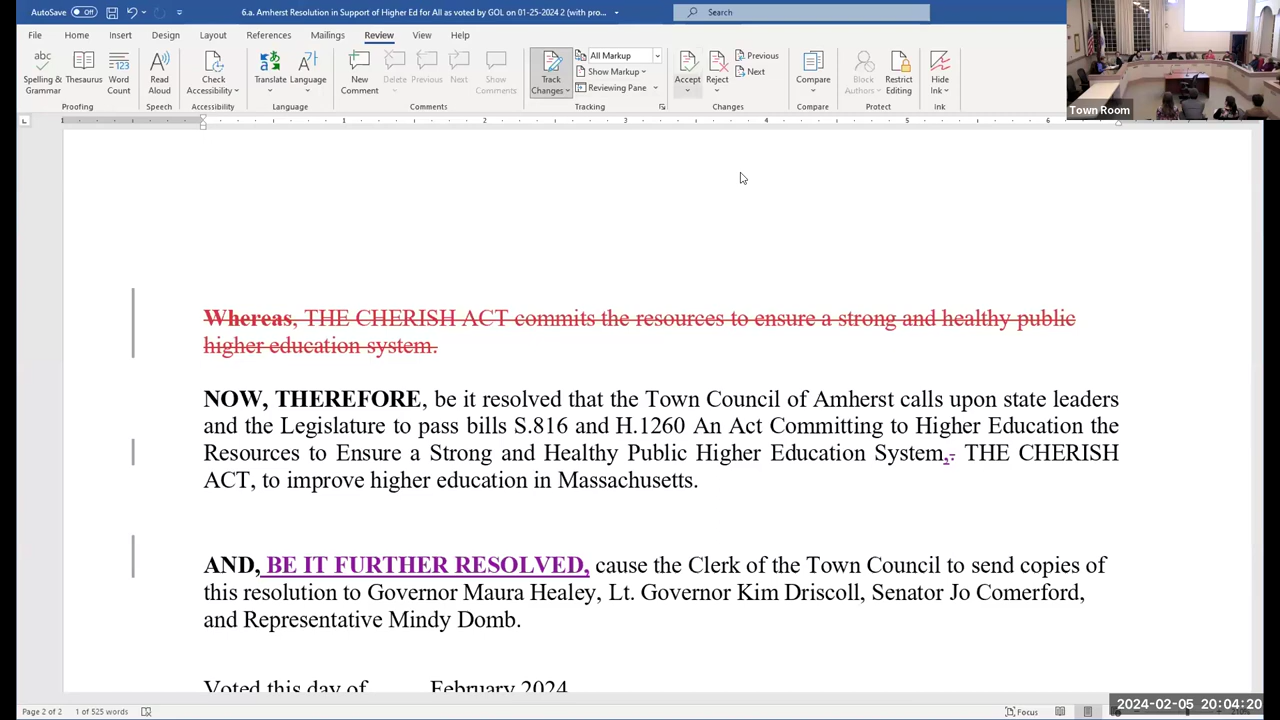 AutoSave Off 6.a. Amherst Resolution in Support of Higher Ed for All as voted by GOL on 01-25-2024 2 (with pro... Search
File Home Insert Design Layout References Mailings Review View Help
abc Spelling & Grammar Thesaurus Word Count Read Aloud Check Accessibility Translate Language New Comment Delete Previous Next Show Comments Track Changes All Markup Show Markup Reviewing Pane Accept Reject Previous Next Compare Block Authors Restrict Editing Hide Ink
Proofing Speech Accessibility Language Comments Tracking Changes Compare Protect Ink
Town Room
1 1 2 3 4 5 6
Whereas, THE CHERISH ACT commits the resources to ensure a strong and healthy public
higher education system.
NOW, THEREFORE, be it resolved that the Town Council of Amherst calls upon state leaders
and the Legislature to pass bills S.816 and H.1260 An Act Committing to Higher Education the
Resources to Ensure a Strong and Healthy Public Higher Education System,. THE CHERISH
ACT, to improve higher education in Massachusetts.
AND, BE IT FURTHER RESOLVED, cause the Clerk of the Town Council to send copies of
this resolution to Governor Maura Healey, Lt. Governor Kim Driscoll, Senator Jo Comerford,
and Representative Mindy Domb.
Voted this day of February 2024
Page 2 of 2 1 of 525 words Focus
2024-02-05 20:04:20